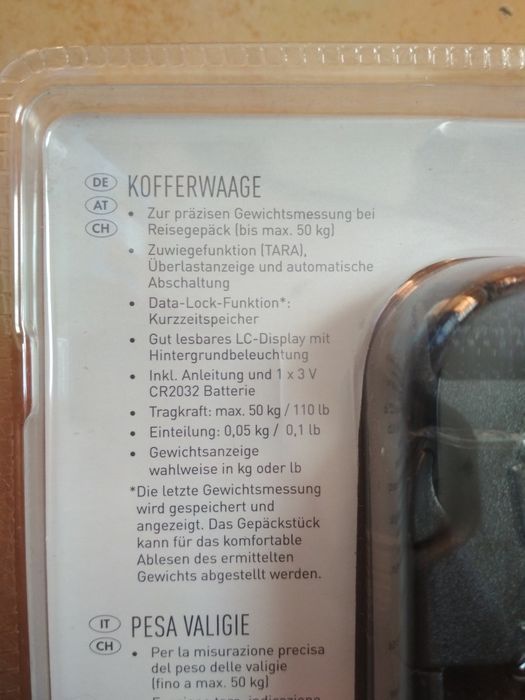 DE
AT
CH
KOFFERWAAGE
• Zur präzisen Gewichtsmessung bei
Reisegepäck (bis max. 50 kg)
• Zuwiegefunktion (TARA),
Überlastanzeige und automatische
Abschaltung
• Data-Lock-Funktion*:
Kurzzeitspeicher
• Gut lesbares LC-Display mit
Hintergrundbeleuchtung
• Inkl. Anleitung und 1 x 3 V
CR2032 Batterie
• Tragkraft: max. 50 kg / 110 lb
• Einteilung: 0,05 kg / 0,1 lb
• Gewichtsanzeige
wahlweise in kg oder lb
*Die letzte Gewichtsmessung
wird gespeichert und
angezeigt. Das Gepäckstück
kann für das komfortable
Ablesen des ermittelten
Gewichts abgestellt werden.
IT
CH
PESA VALIGIE
• Per la misurazione precisa
del peso delle valigie
(fino a max. 50 kg)